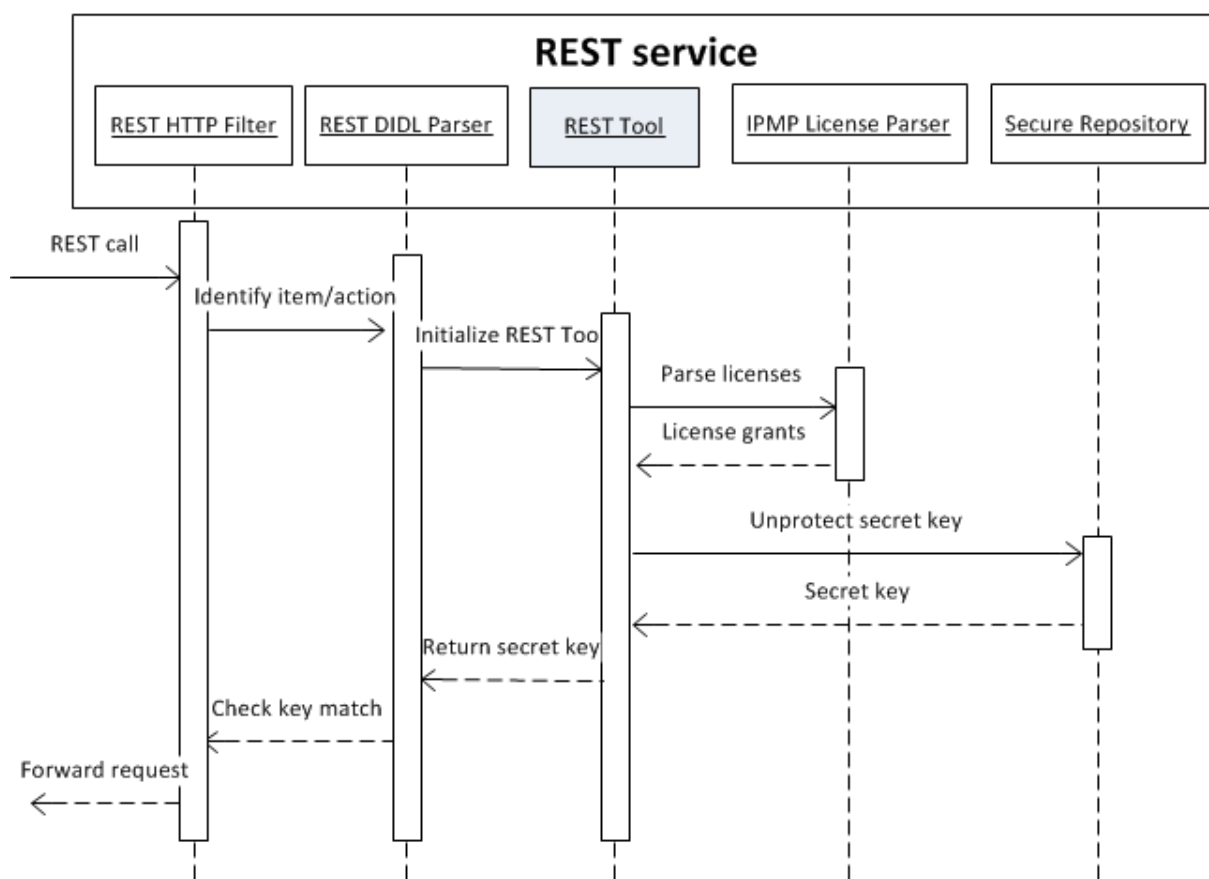 REST service
REST HTTP Filter
REST DIDL Parser
REST Tool
IPMP License Parser
Secure Repository
REST call
Identify item/action
Initialize REST Too
Parse licenses
License grants
Unprotect secret key
Secret key
Return secret key
Check key match
Forward request